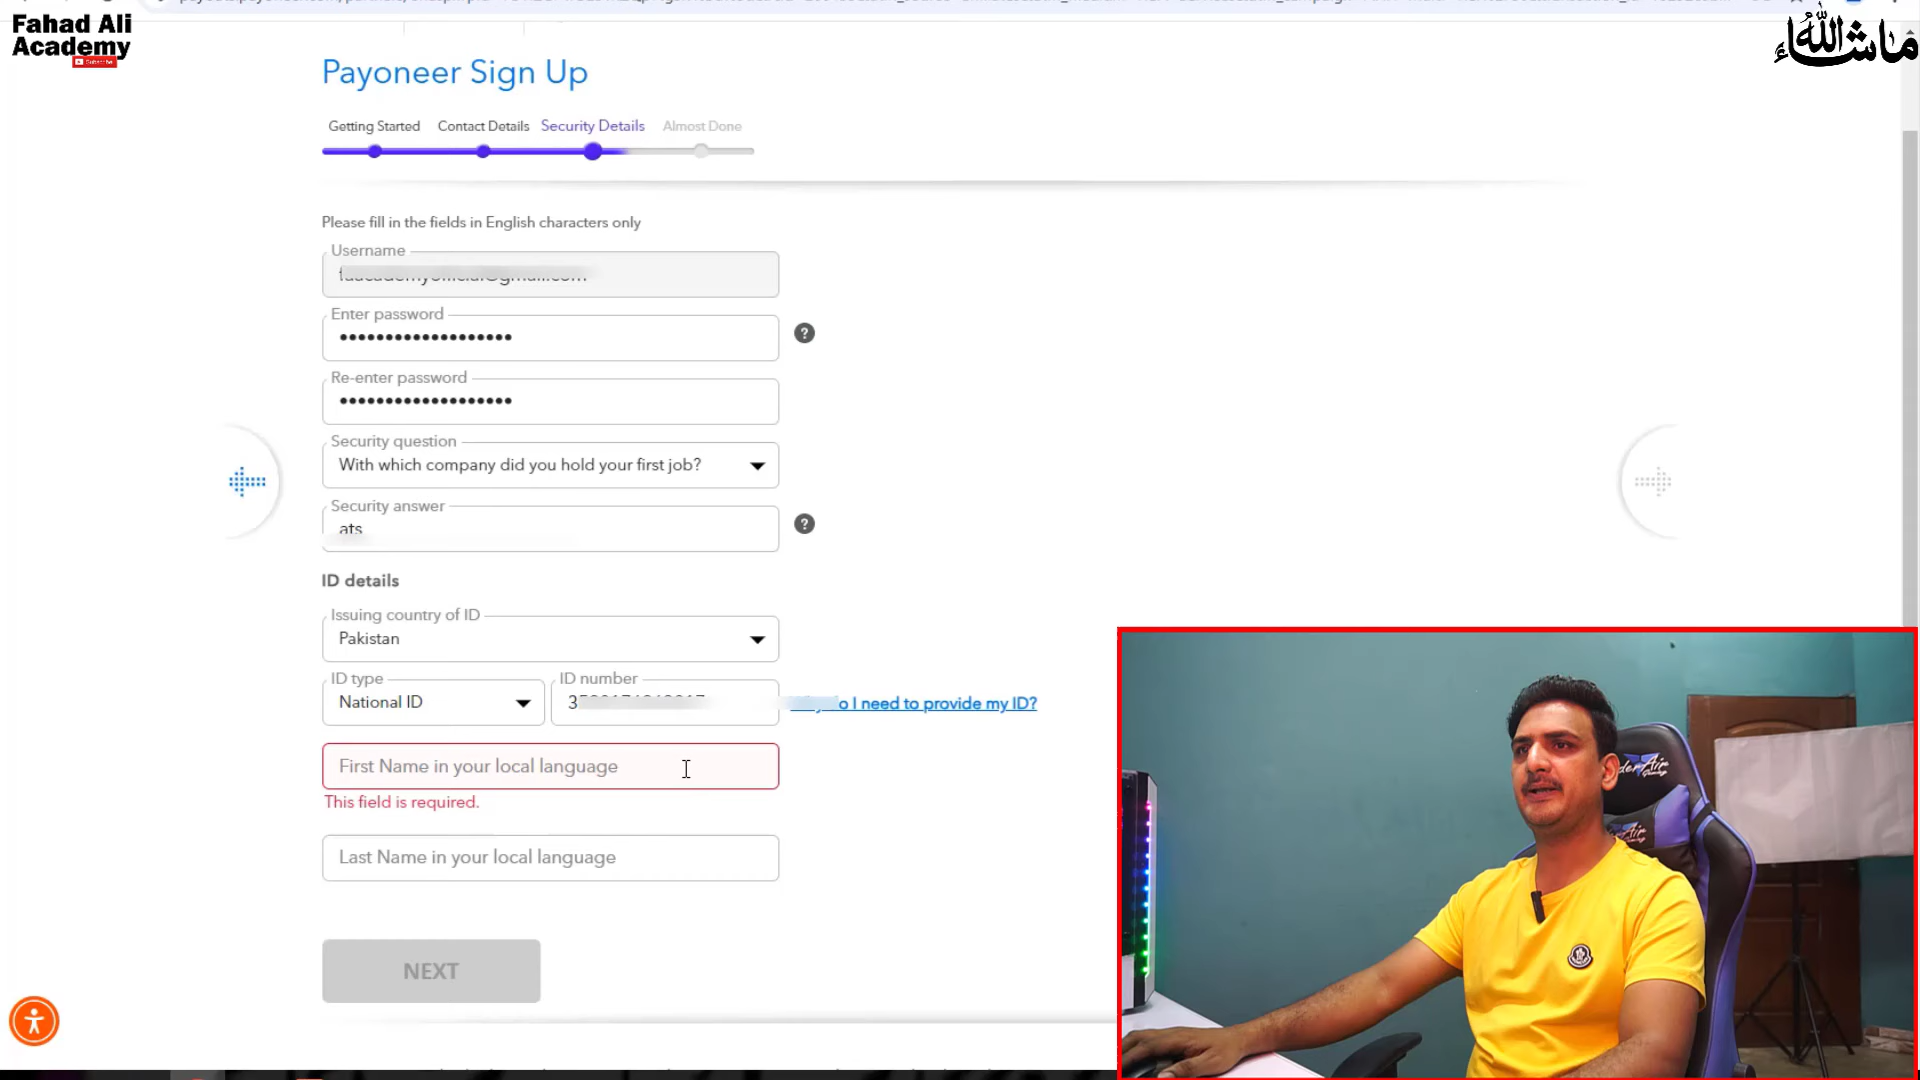 Fahad Ali
Academy
Subscribe
ماشاءالله
Payoneer Sign Up
Getting Started
Contact Details
Security Details
Almost Done
Please fill in the fields in English characters only
Username
Enter password
•••••••••••••••••••
?
Re-enter password
•••••••••••••••••••
Security question
With which company did you hold your first job?
Security answer
ats
?
ID details
Issuing country of ID
Pakistan
ID type
National ID
ID number
3
I need to provide my ID?
First Name in your local language
This field is required.
Last Name in your local language
NEXT